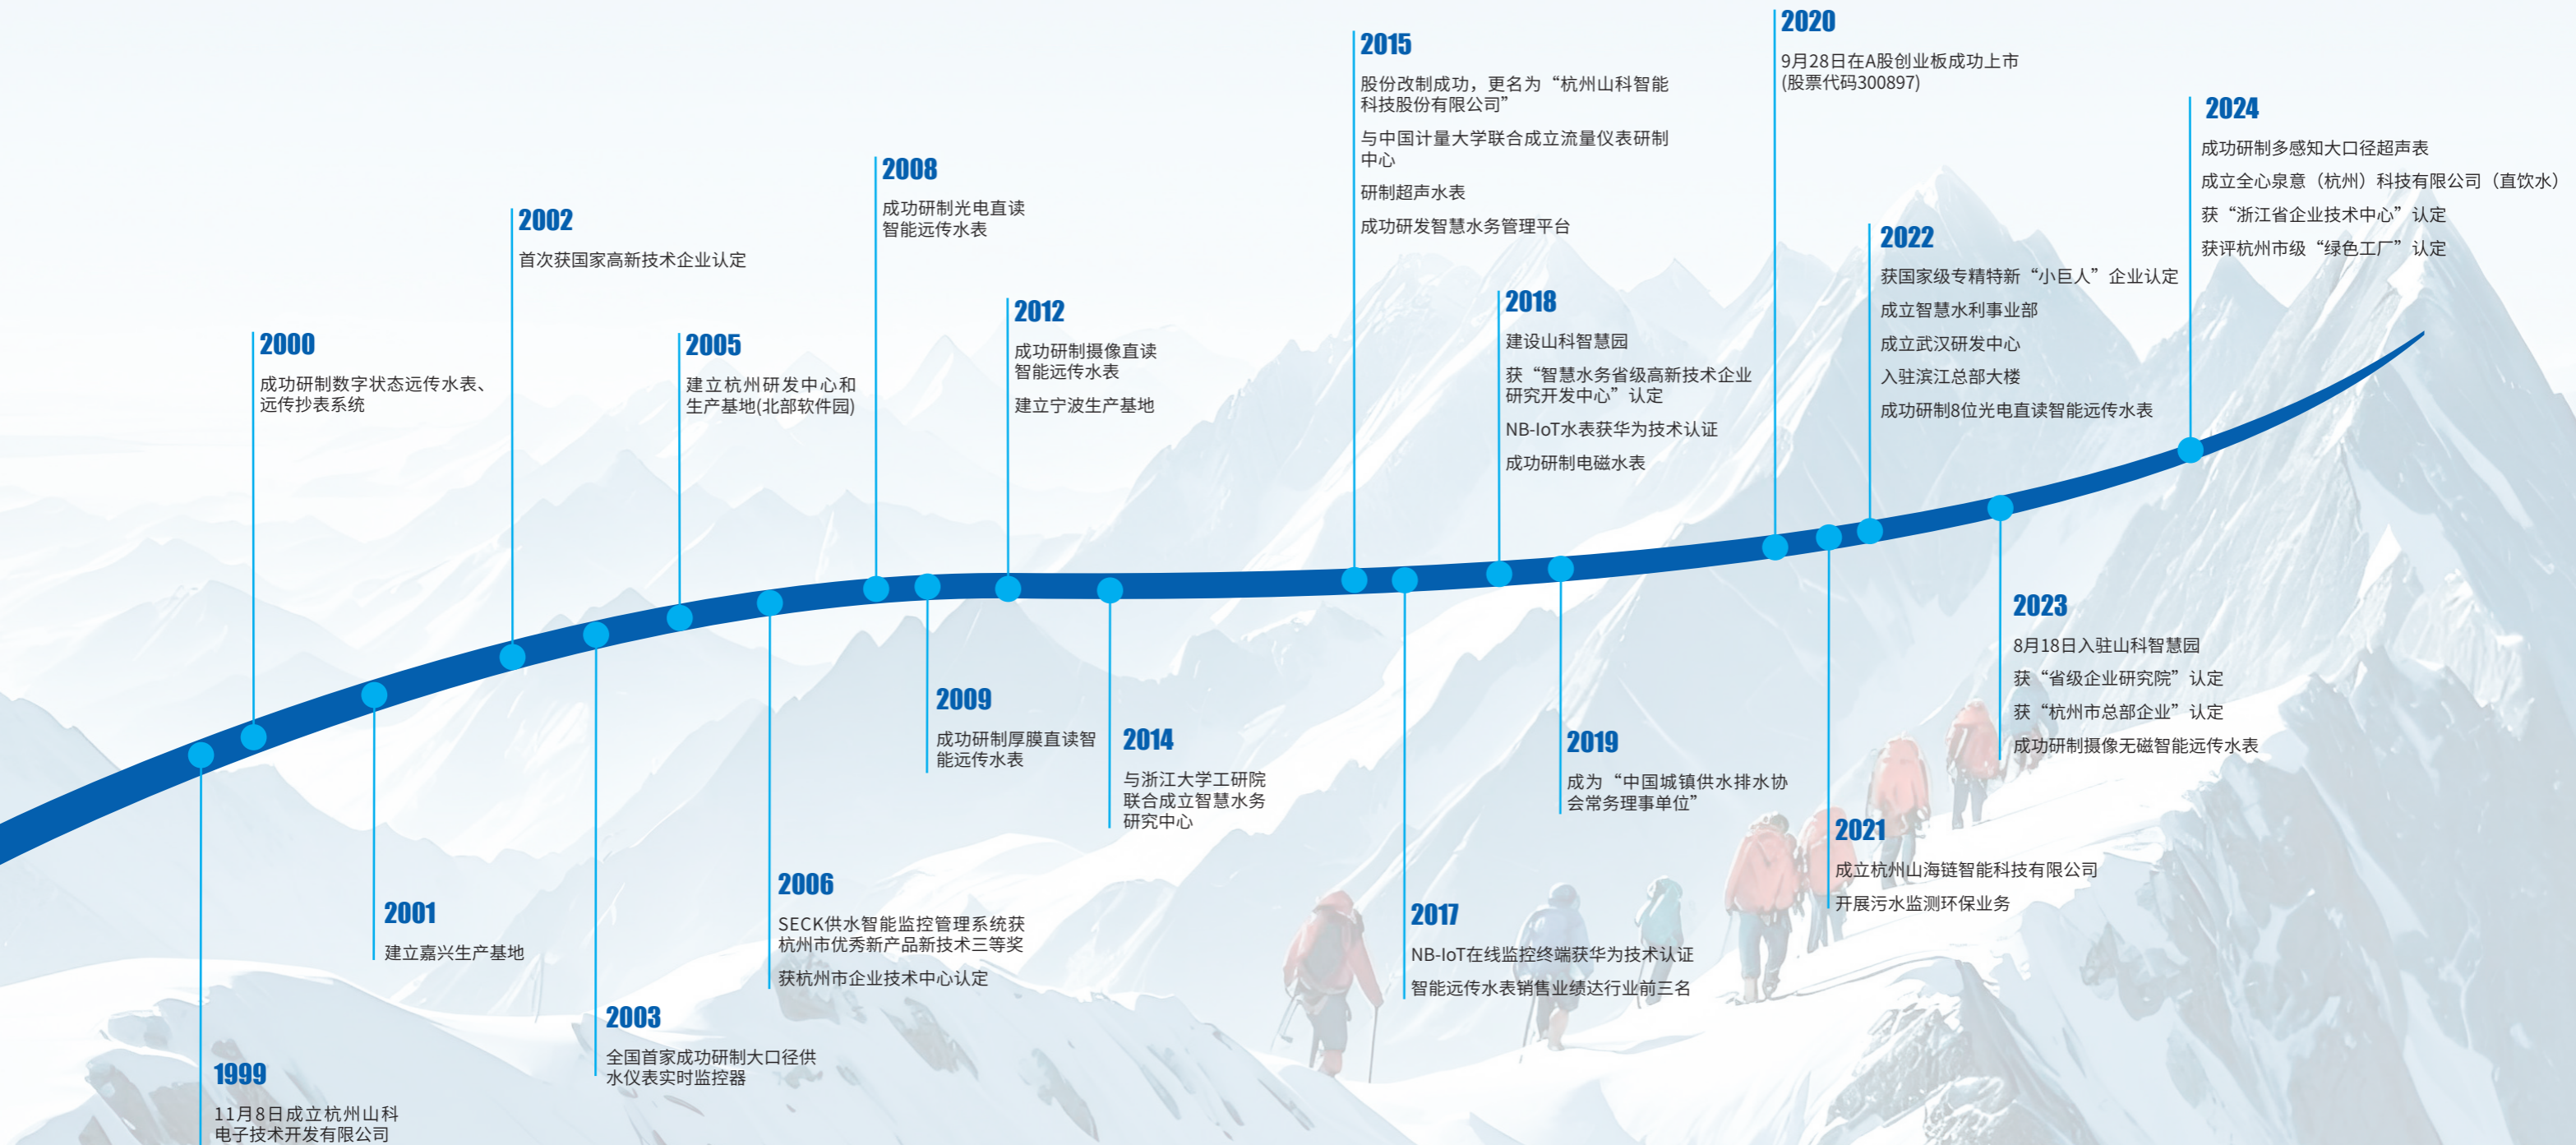 1999
11月8日成立杭州山科
电子技术开发有限公司
2000
成功研制数字状态远传水表、
远传抄表系统
2001
建立嘉兴生产基地
2002
首次获国家高新技术企业认定
2003
全国首家成功研制大口径供
水仪表实时监控器
2005
建立杭州研发中心和
生产基地(北部软件园)
2006
SECK供水智能监控管理系统获
杭州市优秀新产品新技术三等奖
获杭州市企业技术中心认定
2008
成功研制光电直读
智能远传水表
2009
成功研制厚膜直读智
能远传水表
2012
成功研制摄像直读
智能远传水表
建立宁波生产基地
2014
与浙江大学工研院
联合成立智慧水务
研究中心
2015
股份改制成功，更名为“杭州山科智能
科技股份有限公司”
与中国计量大学联合成立流量仪表研制
中心
研制超声水表
成功研发智慧水务管理平台
2017
NB-IoT在线监控终端获华为技术认证
智能远传水表销售业绩达行业前三名
2018
建设山科智慧园
获“智慧水务省级高新技术企业
研究开发中心”认定
NB-IoT水表获华为技术认证
成功研制电磁水表
2019
成为“中国城镇供水排水协
会常务理事单位”
2020
9月28日在A股创业板成功上市
(股票代码300897)
2021
成立杭州山海链智能科技有限公司
开展污水监测环保业务
2022
获国家级专精特新“小巨人”企业认定
成立智慧水利事业部
成立武汉研发中心
入驻滨江总部大楼
成功研制8位光电直读智能远传水表
2023
8月18日入驻山科智慧园
获“省级企业研究院”认定
获“杭州市总部企业”认定
成功研制摄像无磁智能远传水表
2024
成功研制多感知大口径超声表
成立全心泉意（杭州）科技有限公司（直饮水）
获“浙江省企业技术中心”认定
获评杭州市级“绿色工厂”认定